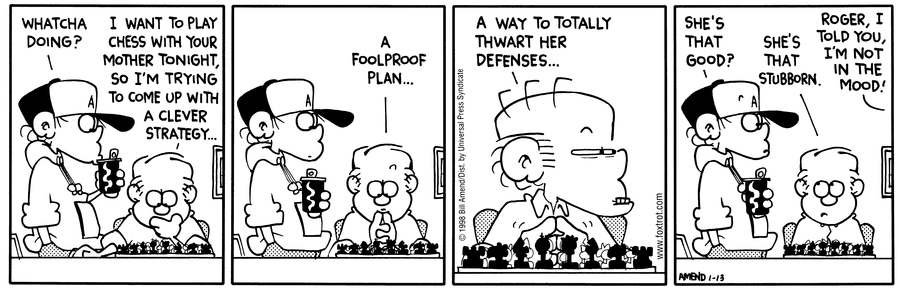 WHATCHA
DOING?
I WANT TO PLAY
CHESS WITH YOUR
MOTHER TONIGHT,
SO I'M TRYING
TO COME UP WITH
A CLEVER
STRATEGY...
A
A
FOOLPROOF
PLAN...
A
A WAY TO TOTALLY
THWART HER
DEFENSES...
© 1998 Bill Amend/Dist. by Universal Press Syndicate
www.foxtrot.com
SHE'S
THAT
GOOD?
SHE'S
THAT
STUBBORN.
ROGER, I
TOLD YOU,
I'M NOT
IN THE
MOOD!
A
AMEND 1-13